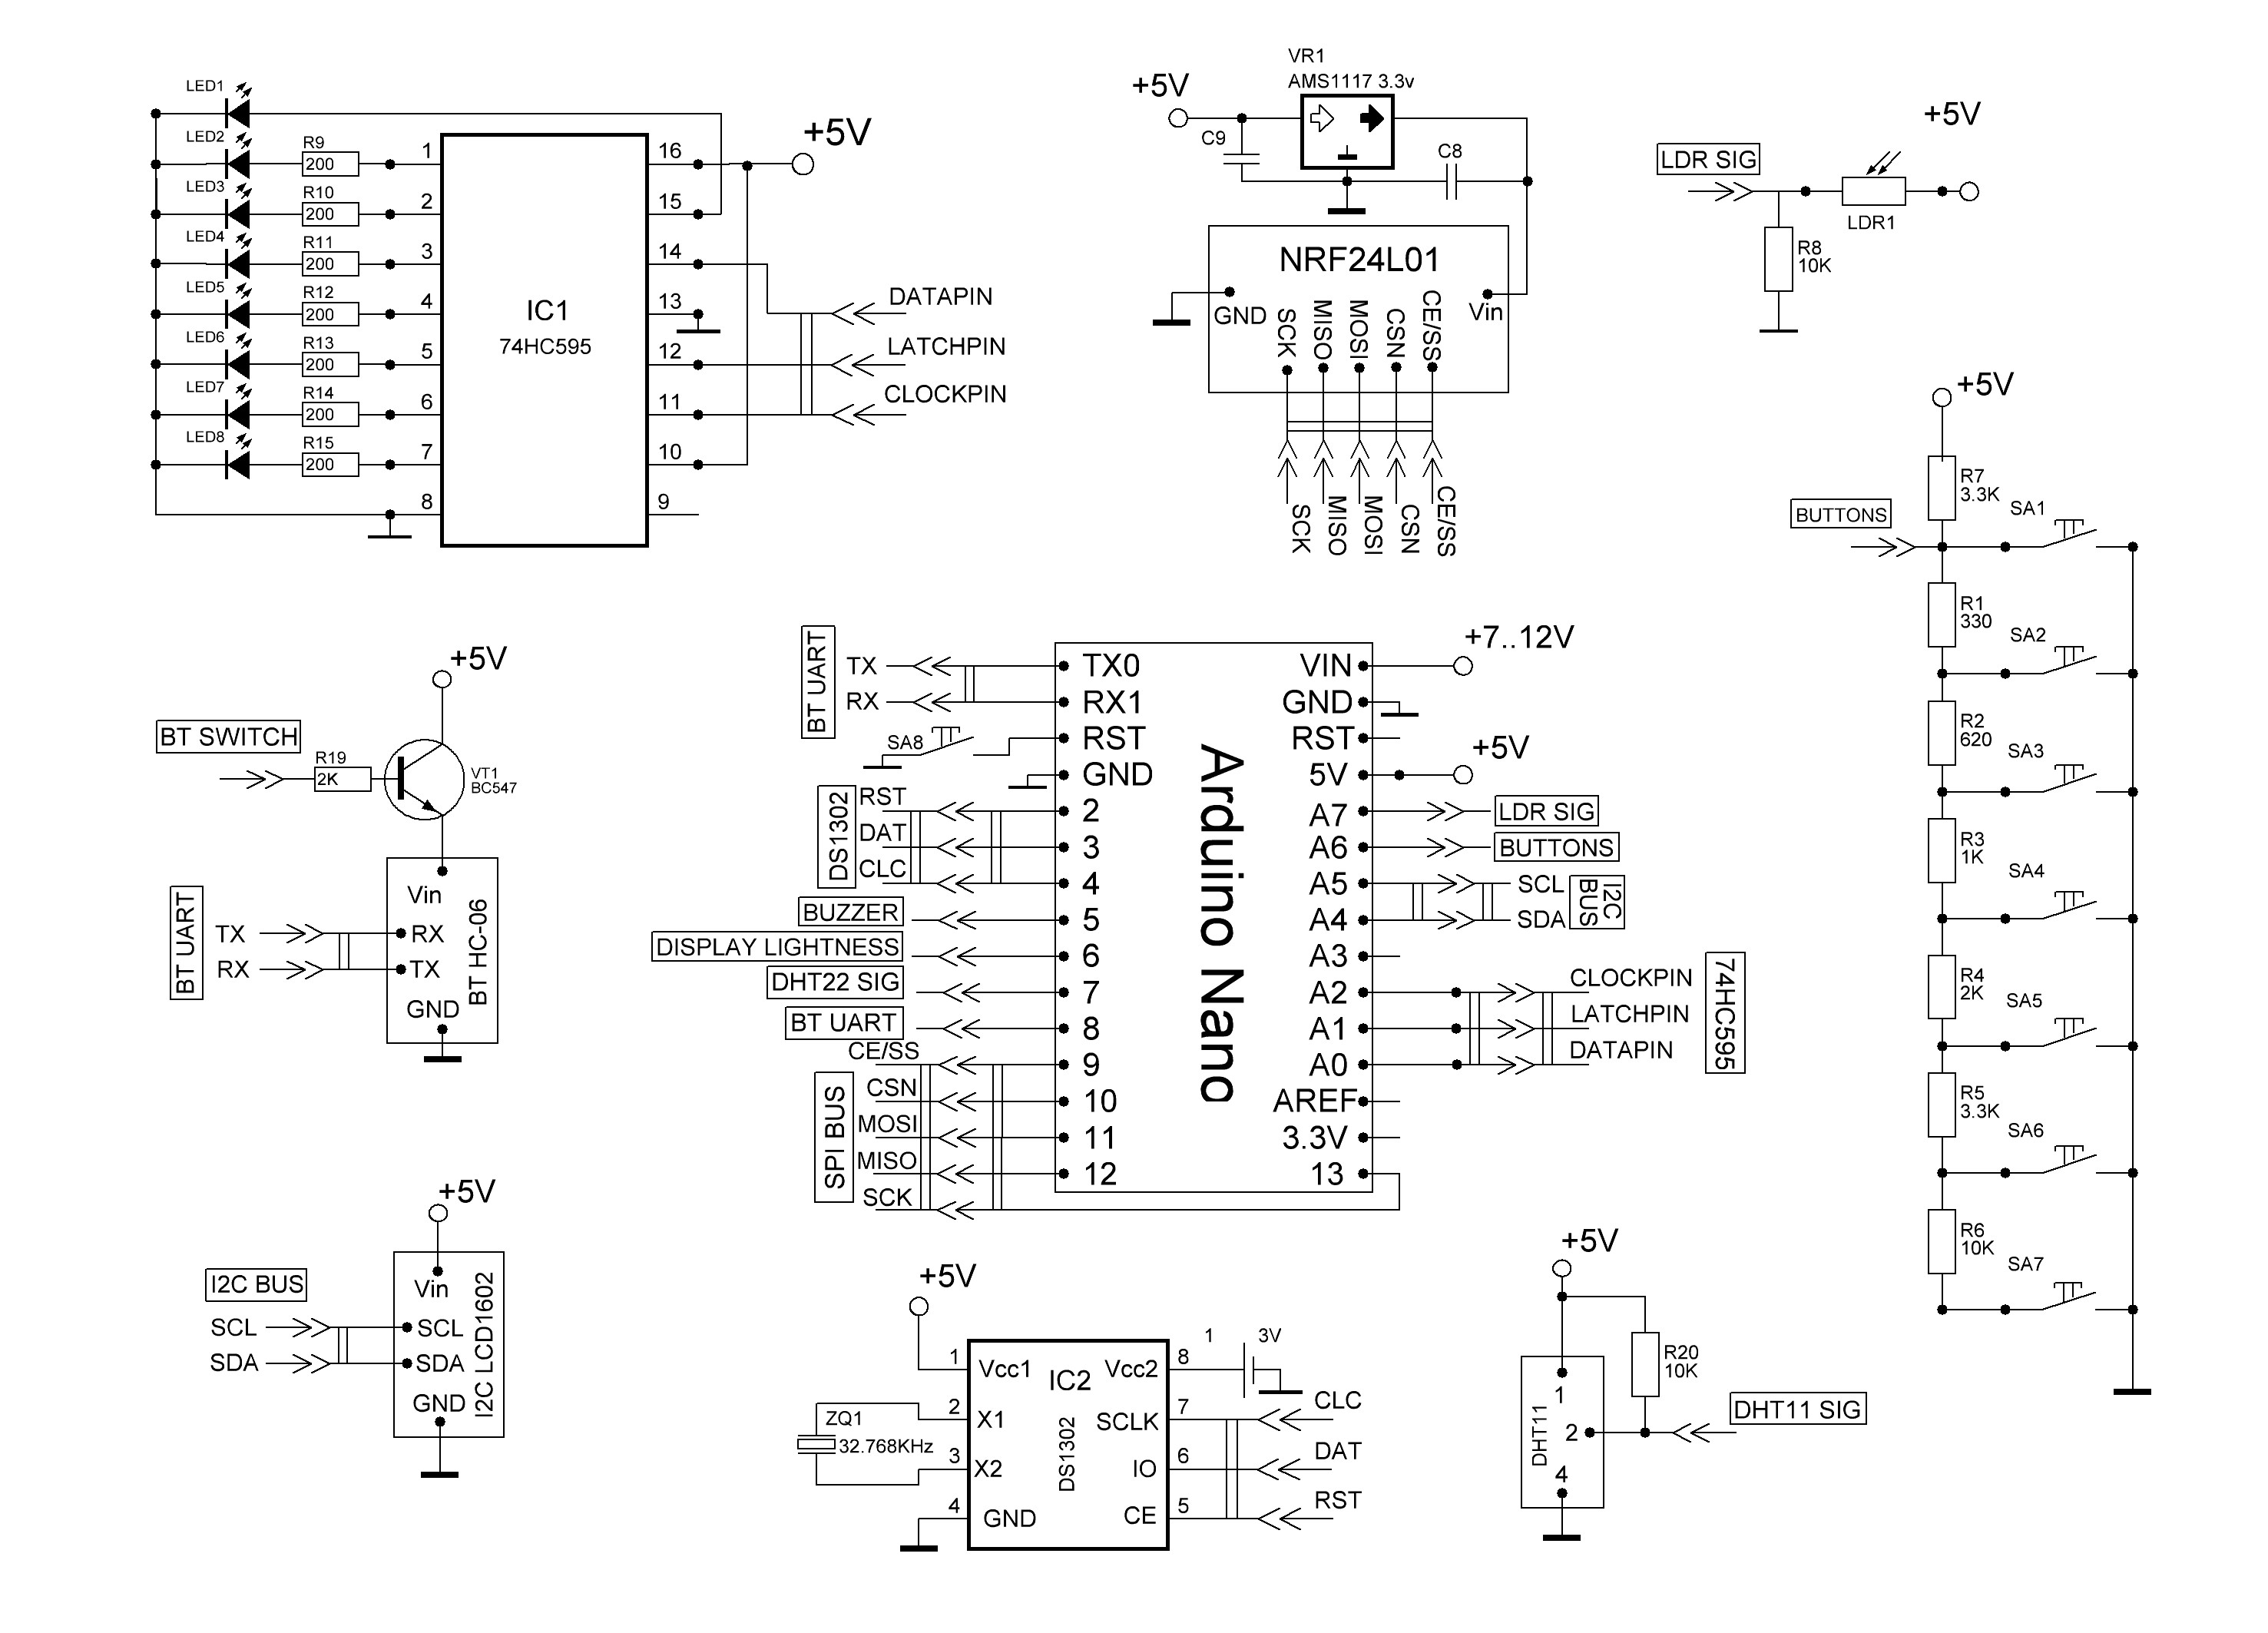 LED1
LED2
LED3
LED4
LED5
LED6
LED7
LED8
R9
200
R10
200
R11
200
R12
200
R13
200
R14
200
R15
200
1
2
3
4
5
6
7
8
IC1
74HC595
16
15
14
13
12
11
10
9
+5V
DATAPIN
LATCHPIN
CLOCKPIN
VR1
AMS1117 3.3v
+5V
C9
C8
NRF24L01
GND
Vin
SCK
MISO
MOSI
CSN
CE/SS
SCK
MISO
MOSI
CSN
CE/SS
LDR SIG
+5V
LDR1
R8
10K
+5V
BUTTONS
R7
3.3K
SA1
R1
330
SA2
R2
620
SA3
R3
1K
SA4
R4
2K
SA5
R5
3.3K
SA6
R6
10K
SA7
+5V
BT SWITCH
R19
2K
VT1
BC547
BT UART
TX
RX
Vin
RX
TX
GND
BT HC-06
+5V
I2C BUS
SCL
SDA
Vin
SCL
SDA
GND
I2C LCD1602
BT UART
TX
RX
SA8
DS1302
RST
DAT
CLC
BUZZER
DISPLAY LIGHTNESS
DHT22 SIG
BT UART
SPI BUS
CE/SS
CSN
MOSI
MISO
SCK
TX0
RX1
RST
GND
2
3
4
5
6
7
8
9
10
11
12
Arduino Nano
VIN
GND
RST
5V
A7
A6
A5
A4
A3
A2
A1
A0
AREF
3.3V
13
+7..12V
+5V
LDR SIG
BUTTONS
SCL
SDA
I2C
BUS
CLOCKPIN
LATCHPIN
DATAPIN
74HC595
+5V
ZQ1
32.768KHz
1
2
3
4
Vcc1
X1
X2
GND
IC2
DS1302
Vcc2
SCLK
IO
CE
8
7
6
5
1
3V
CLC
DAT
RST
+5V
R20
10K
DHT11
1
2
4
DHT11 SIG